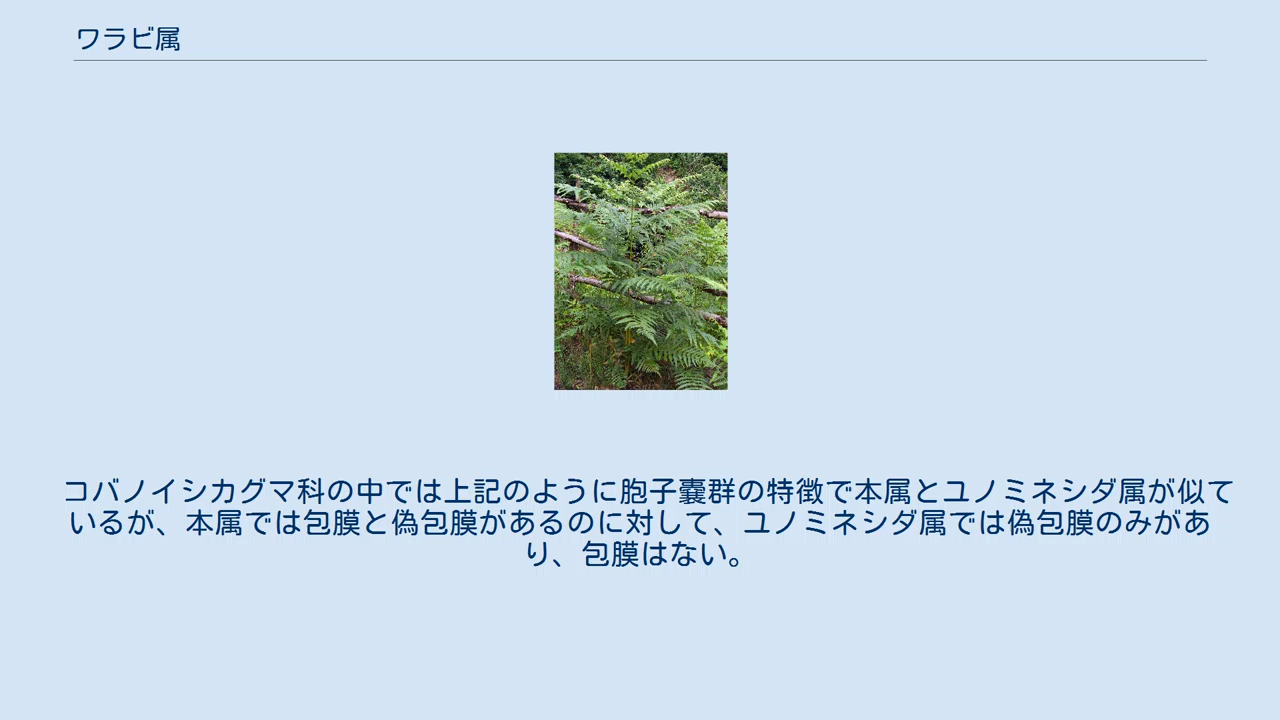 ワラビ属
コバノイシカグマ科の中では上記のように胞子嚢群の特徴で本属とユノミネシダ属が似て
いるが、本属では包膜と偽包膜があるのに対して、ユノミネシダ属では偽包膜のみがあ
り、包膜はない。